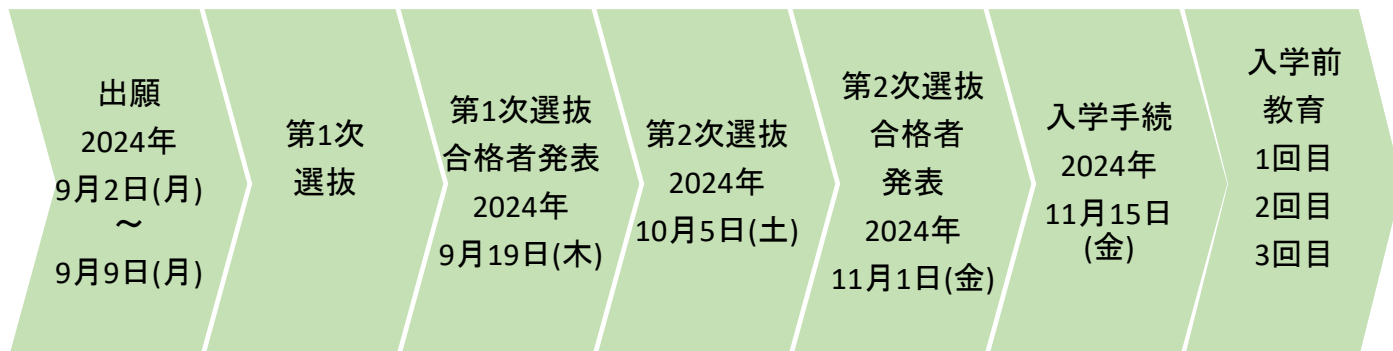 出願
2024年
9月2日(月)
～
9月9日(月)
第1次
選抜
第1次選抜
合格者発表
2024年
9月19日(木)
第2次選抜
2024年
10月5日(土)
第2次選抜
合格者
発表
2024年
11月1日(金)
入学手続
2024年
11月15日
(金)
入学前
教育
1回目
2回目
3回目